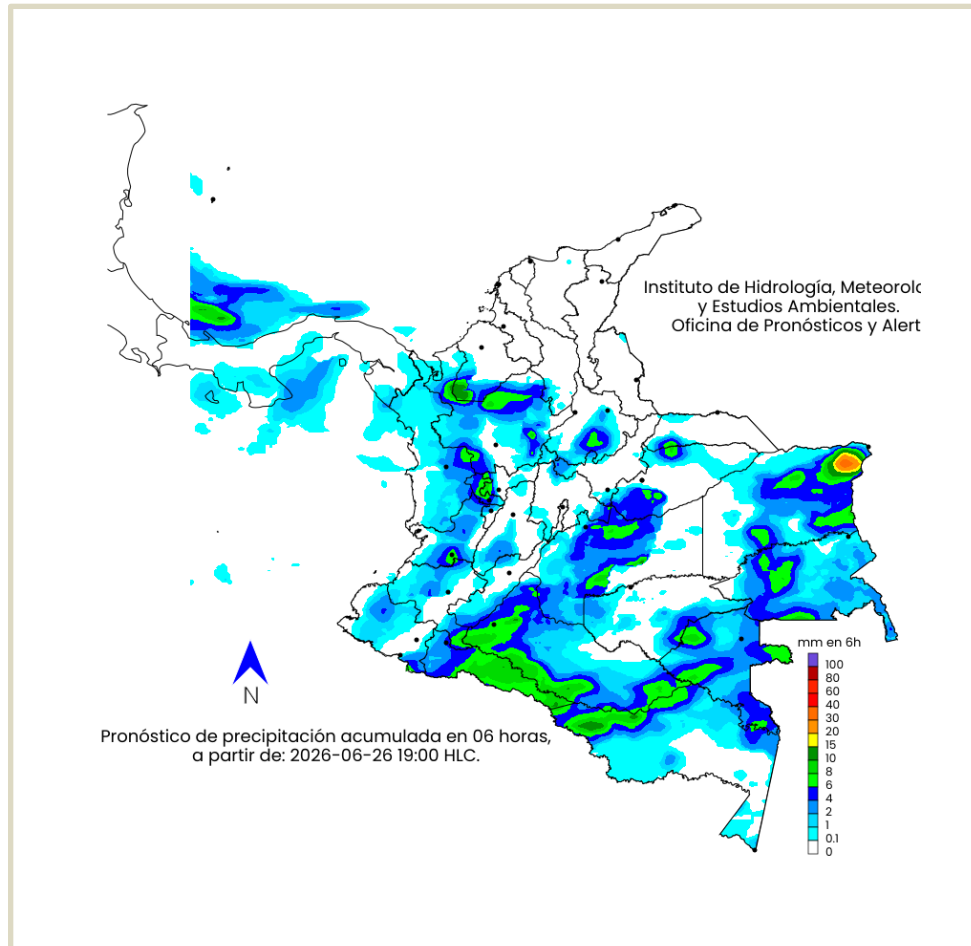 Instituto de Hidrología, Meteorolo
y Estudios Ambientales.
Oficina de Pronósticos y Alert
mm en 6h
100
80
60
40
30
20
15
10
8
6
4
2
1
0.1
0
N
Pronóstico de precipitación acumulada en 06 horas,
a partir de: 2026-06-26 19:00 HLC.